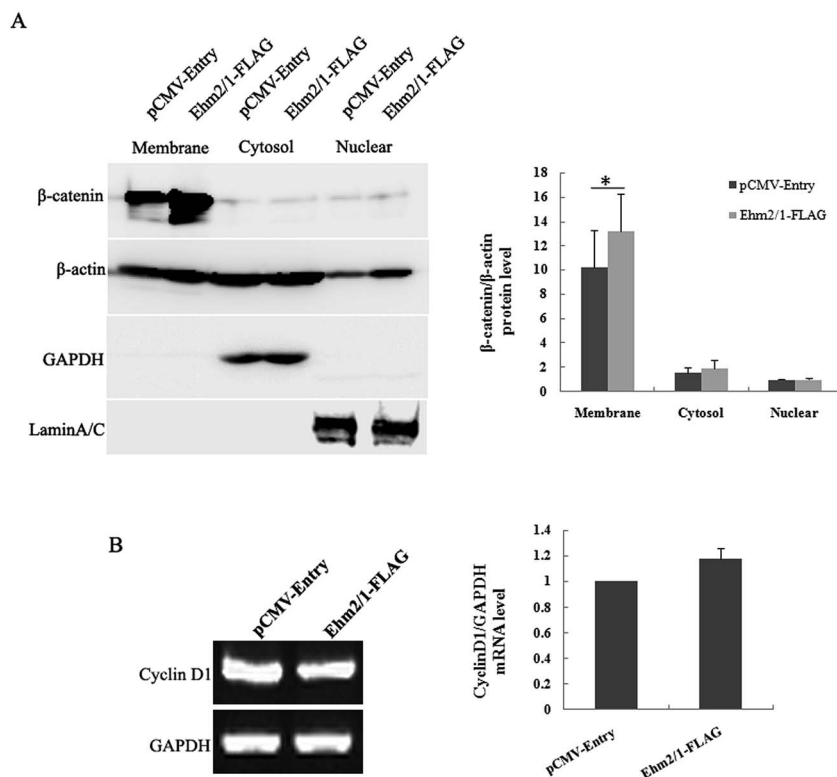 A
pCMV-Entry
Ehm2/1-FLAG
pCMV-Entry
Ehm2/1-FLAG
pCMV-Entry
Ehm2/1-FLAG
Membrane Cytosol Nuclear
β-catenin
β-actin
GAPDH
LaminA/C
β-catenin/β-actin
protein level
18
16
14
12
10
8
6
4
2
0
*
pCMV-Entry
Ehm2/1-FLAG
Membrane Cytosol Nuclear
B
pCMV-Entry
Ehm2/1-FLAG
Cyclin D1
GAPDH
CyclinD1/GAPDH
mRNA level
1.4
1.2
1
0.8
0.6
0.4
0.2
0
pCMV-Entry
Ehm2/1-FLAG